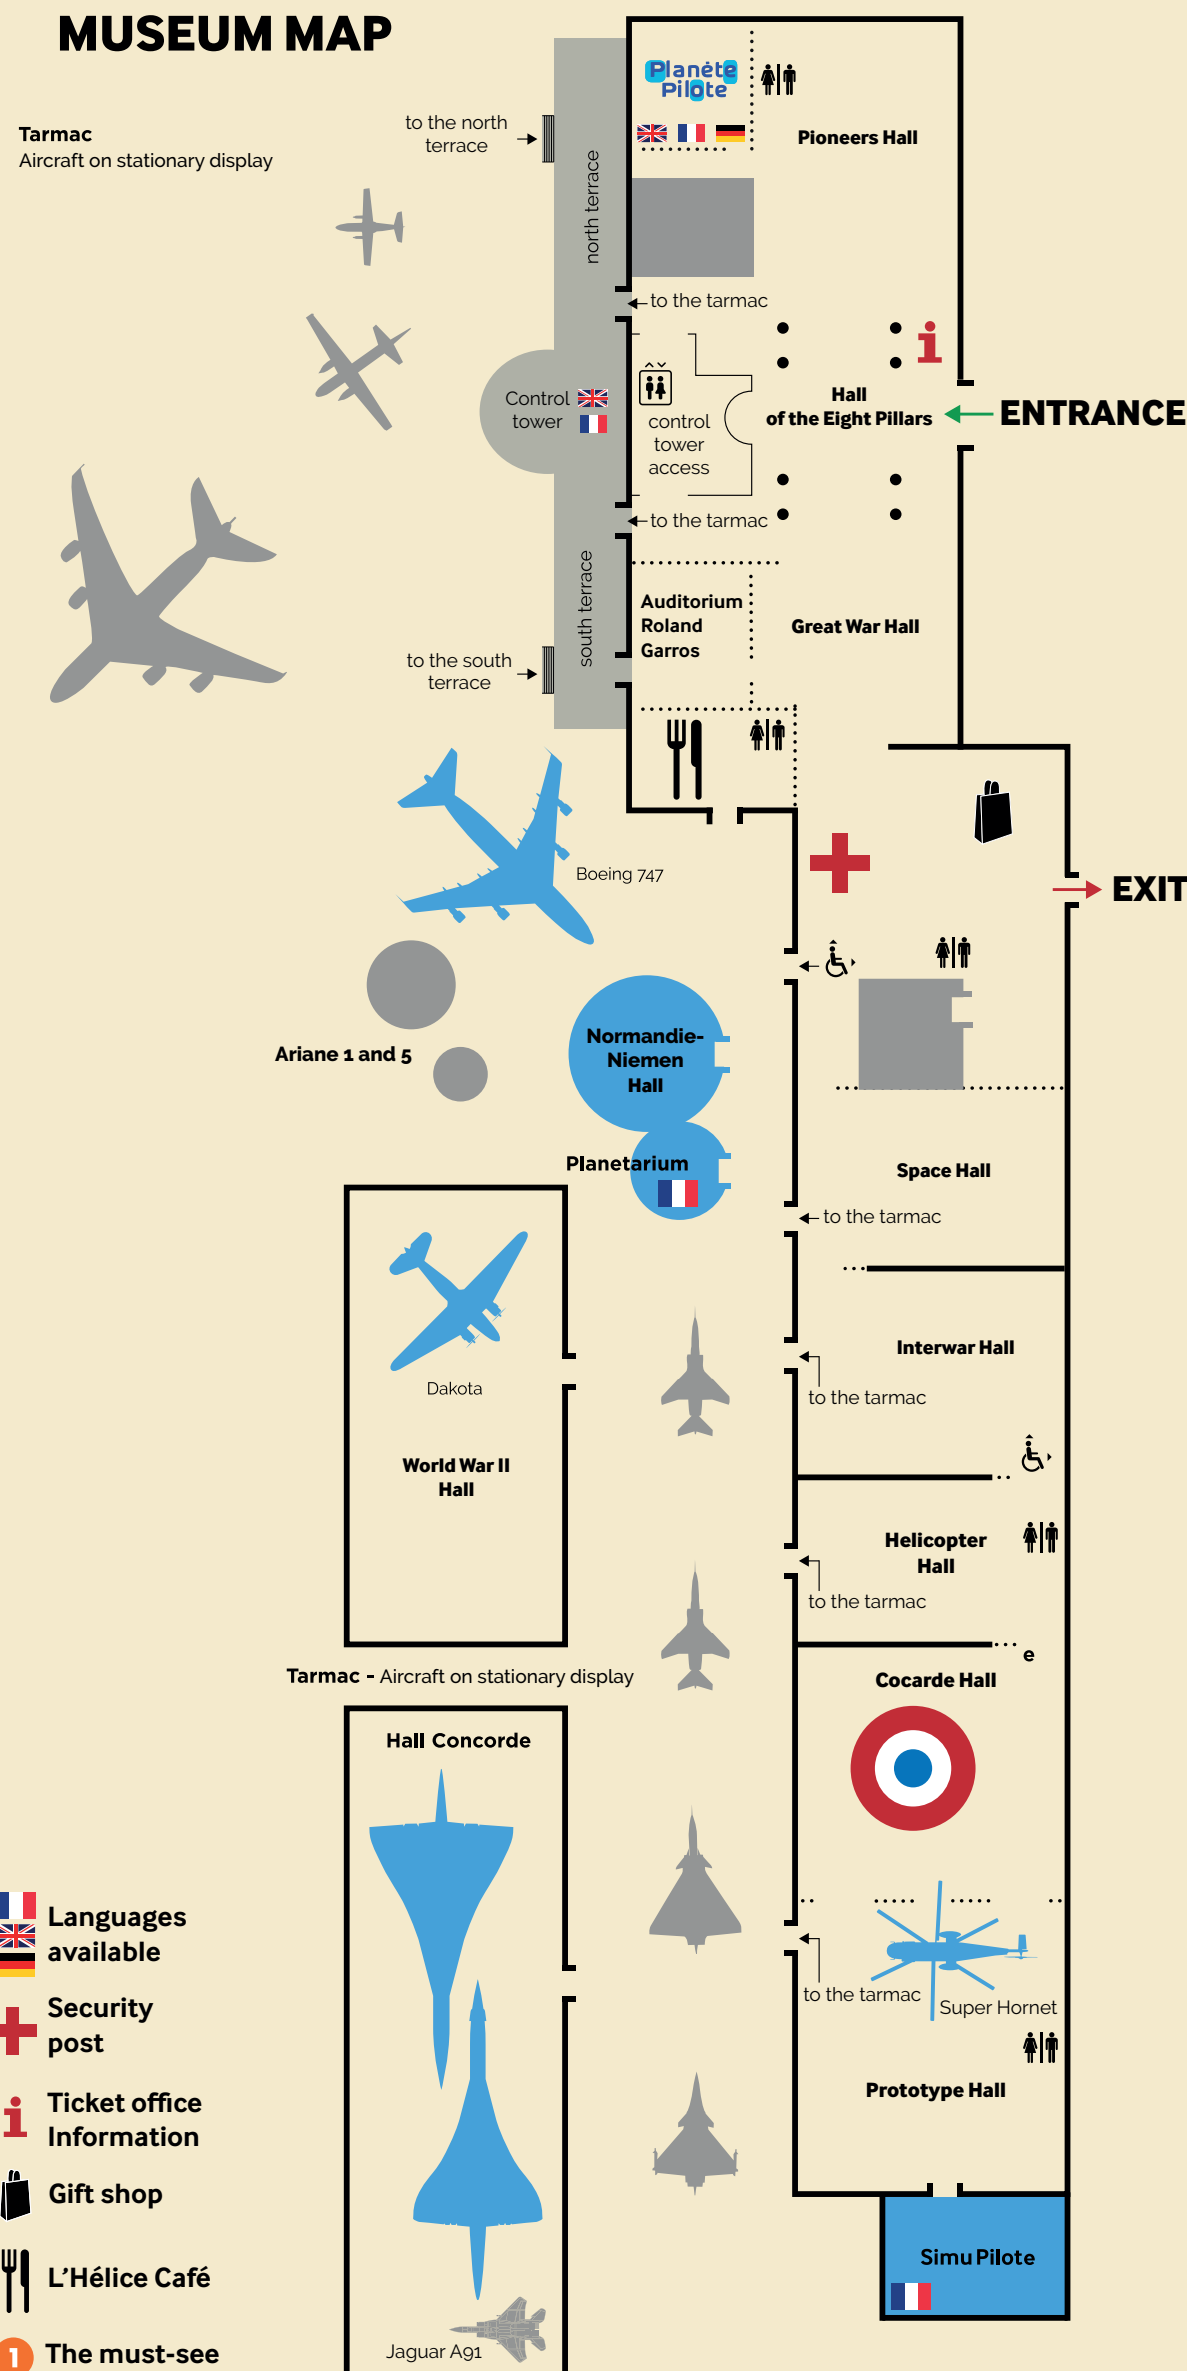 MUSEUM MAP
Tarmac
Aircraft on stationary display
to the north
terrace
north terrace
Planète
Pilote
Pioneers Hall
to the tarmac
Control
tower
control
tower
access
Hall
of the Eight Pillars
i
ENTRANCE
to the tarmac
south terrace
Auditorium
Roland
Garros
Great War Hall
to the south
terrace
Boeing 747
EXIT
Ariane 1 and 5
Normandie-
Niemen
Hall
Planetarium
Space Hall
to the tarmac
Interwar Hall
to the tarmac
Dakota
World War II
Hall
Helicopter
Hall
to the tarmac
e
Cocarde Hall
Tarmac - Aircraft on stationary display
Hall Concorde
to the tarmac
Super Hornet
Prototype Hall
Simu Pilote
Jaguar A91
Languages
available
Security
post
i
Ticket office
Information
Gift shop
L'Hélice Café
1
The must-see